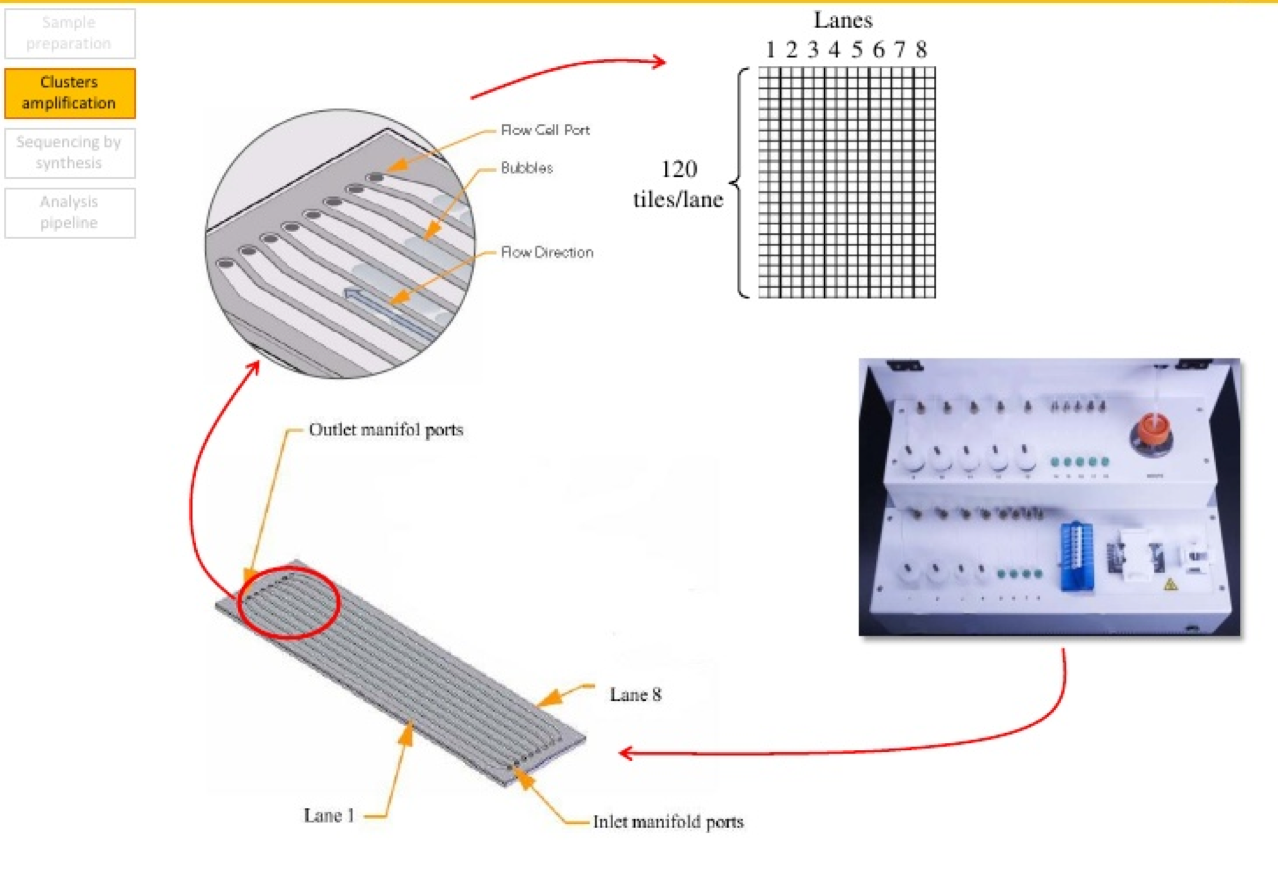 Sample
preparation
Clusters
amplification
Sequencing by
synthesis
Analysis
pipeline
Lanes
1 2 3 4 5 6 7 8
120
tiles/lane
Flow Cell Port
Bubbles
Flow Direction
Outlet manifol ports
Lane 8
Lane 1
Inlet manifold ports